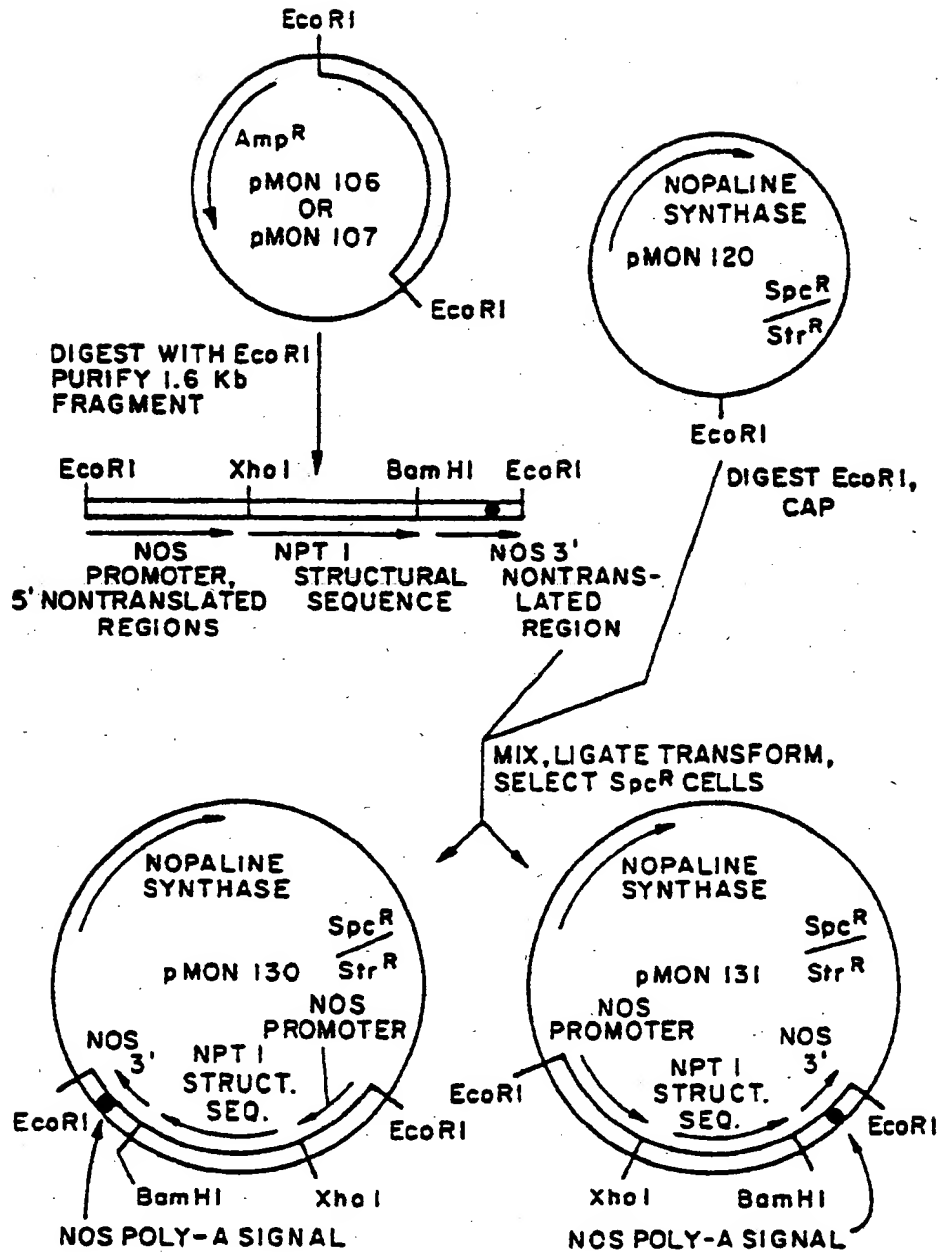 EcoRI
AmpR
pMON 106
OR
pMON 107
EcoRI
NOPALINE
SYNTHASE
pMON 120
SpcR
StrR
EcoRI
DIGEST WITH EcoRI
PURIFY 1.6 Kb
FRAGMENT
DIGEST EcoRI,
CAP
EcoRI XhoI BamHI EcoRI
NOS
PROMOTER,
5' NONTRANSLATED
REGIONS
NPT I
STRUCTURAL
SEQUENCE
NOS 3'
NONTRANS-
LATED
REGION
MIX, LIGATE TRANSFORM,
SELECT SpcR CELLS
NOPALINE
SYNTHASE
SpcR
StrR
pMON 130
NOS
PROMOTER
NOS
3'
NPT I
STRUCT.
SEQ.
EcoRI
EcoRI
BamHI
XhoI
NOS POLY-A SIGNAL
NOPALINE
SYNTHASE
SpcR
StrR
pMON 131
NOS
PROMOTER
NOS
3'
NPT I
STRUCT.
SEQ.
EcoRI
EcoRI
XhoI
BamHI
NOS POLY-A SIGNAL